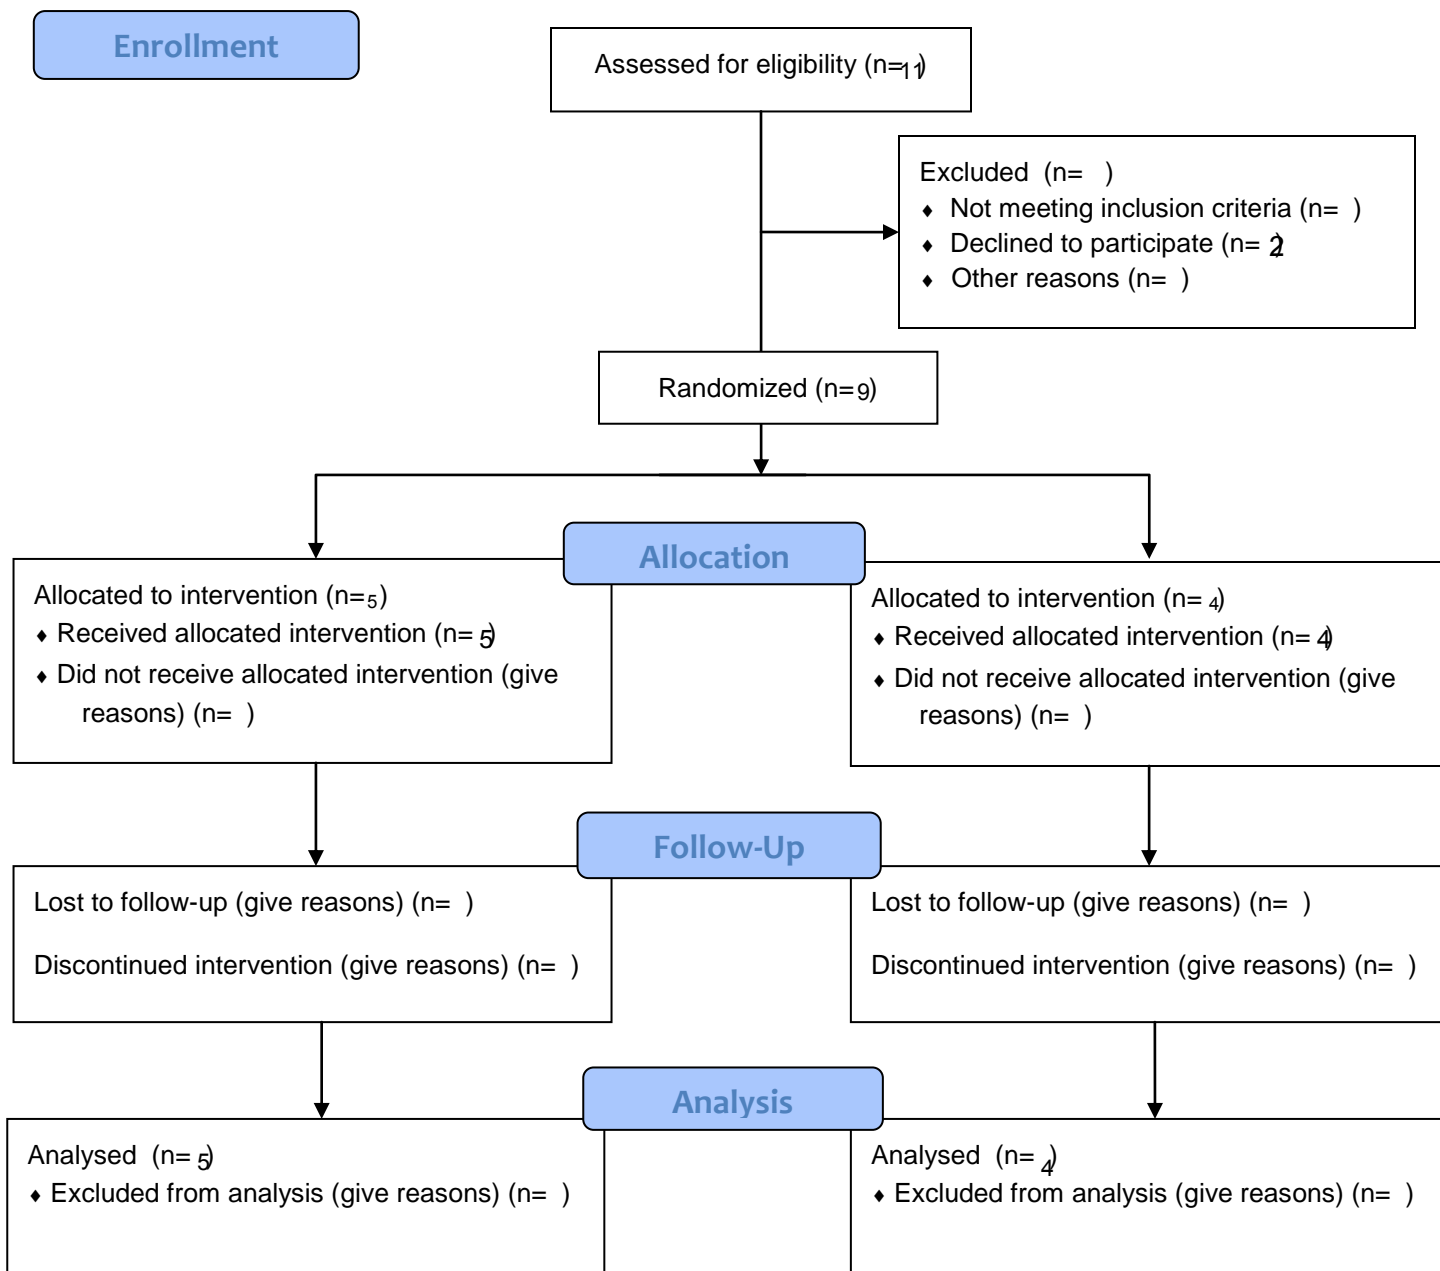 Enrollment
Assessed for eligibility (n=11)
Excluded (n= )
♦ Not meeting inclusion criteria (n= )
♦ Declined to participate (n= 2)
♦ Other reasons (n= )
Randomized (n=9)
Allocation
Allocated to intervention (n=5)
♦ Received allocated intervention (n= 5)
♦ Did not receive allocated intervention (give
reasons) (n= )
Allocated to intervention (n= 4)
♦ Received allocated intervention (n= 4)
♦ Did not receive allocated intervention (give
reasons) (n= )
Follow-Up
Lost to follow-up (give reasons) (n= )
Discontinued intervention (give reasons) (n= )
Lost to follow-up (give reasons) (n= )
Discontinued intervention (give reasons) (n= )
Analysis
Analysed (n= 5)
♦ Excluded from analysis (give reasons) (n= )
Analysed (n= 4)
♦ Excluded from analysis (give reasons) (n= )